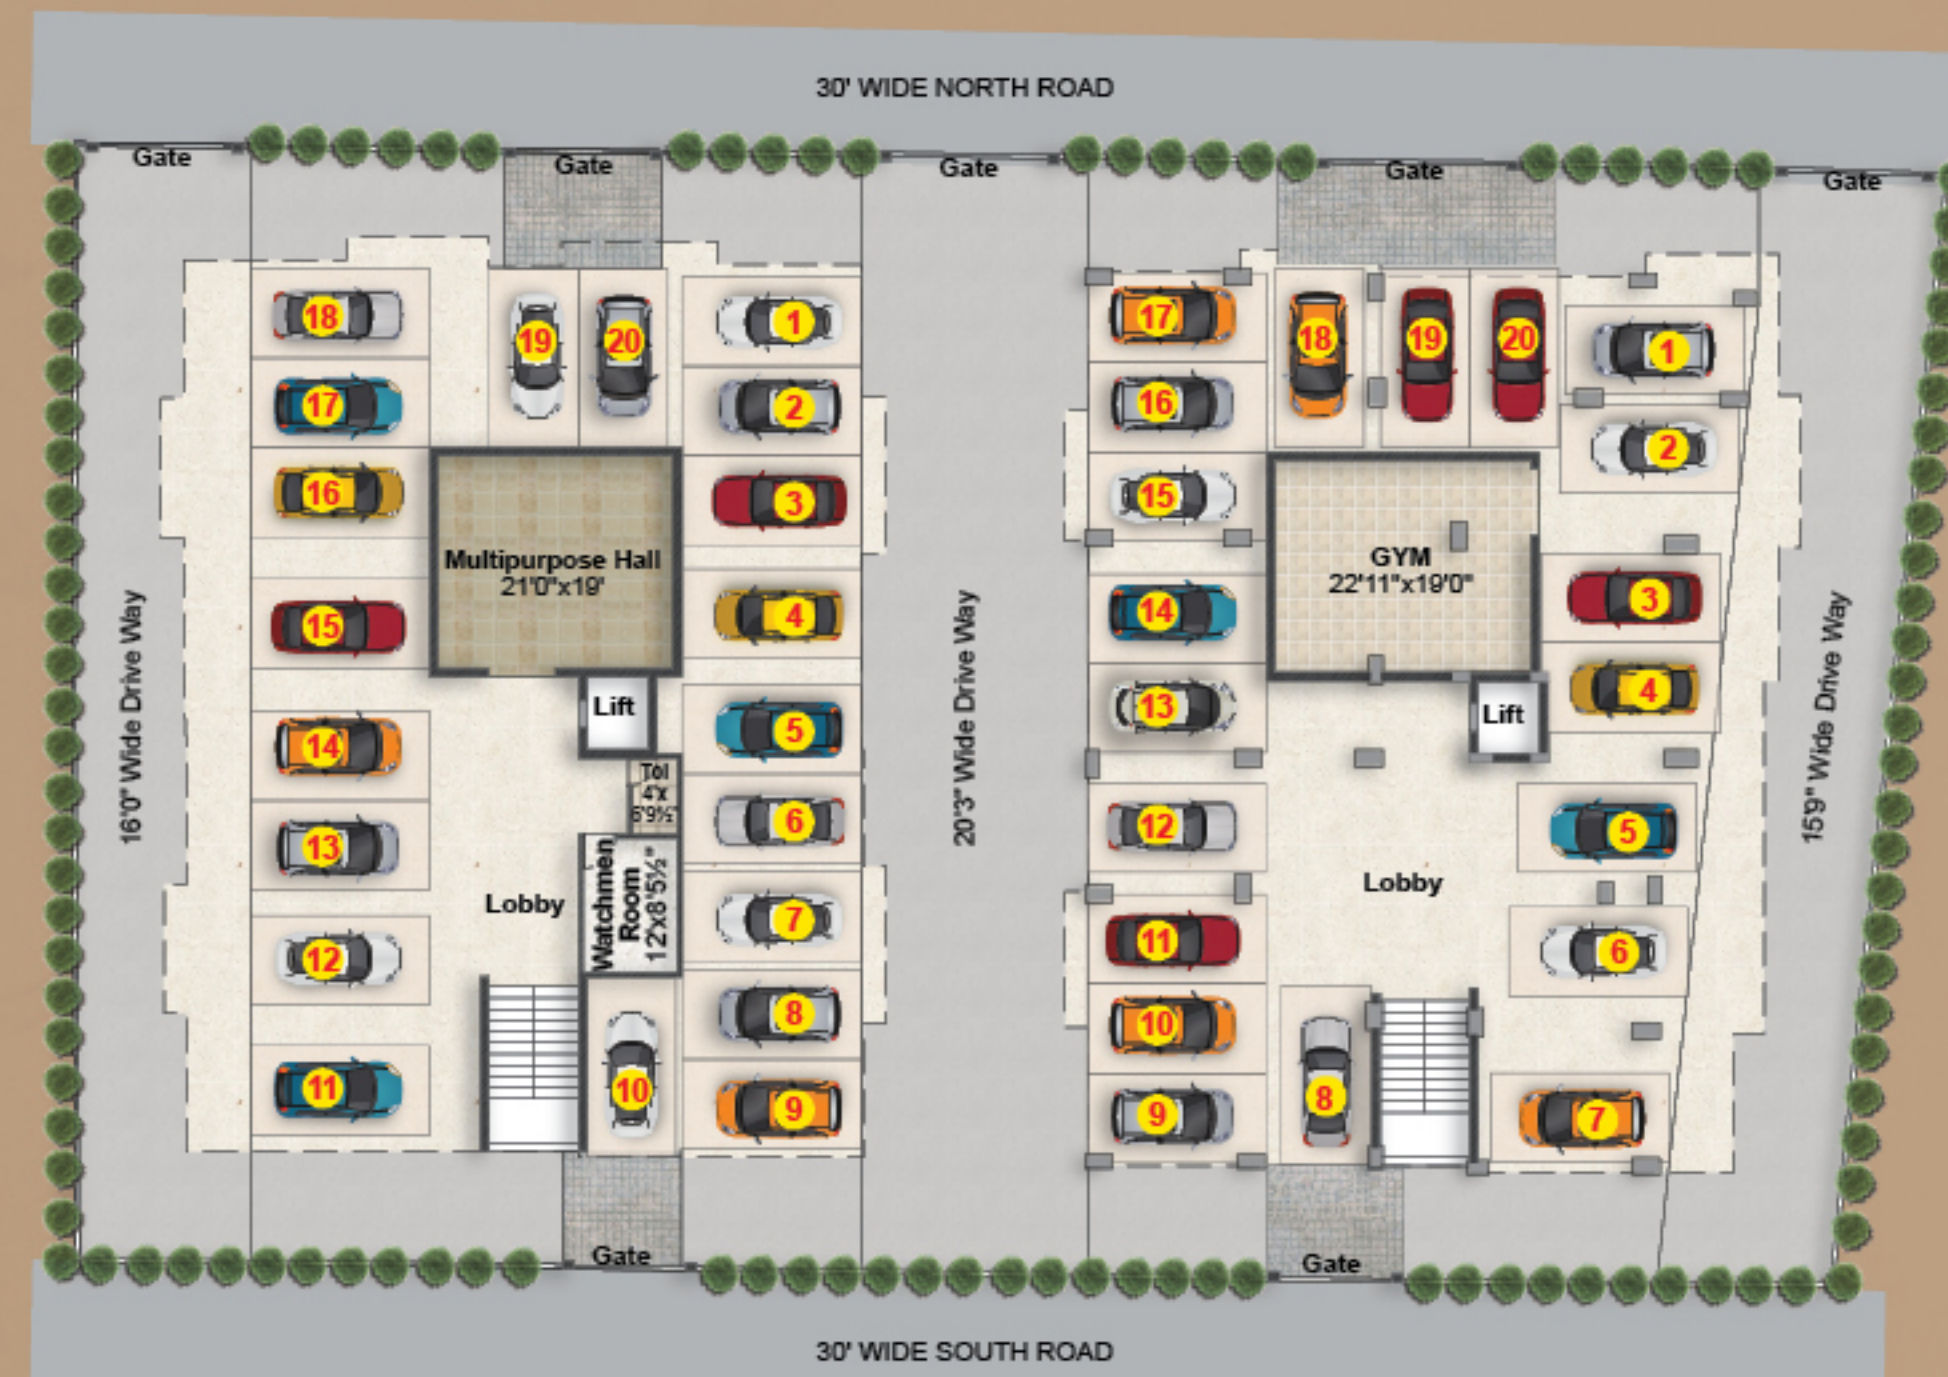 30' WIDE NORTH ROAD
Gate
Gate
Gate
Gate
Gate
18
19
20
1
17
2
16
3
Multipurpose Hall
21'0"x19'
15
4
14
Lift
5
Tol
4'x
6'9½"
6
13
Watchmen
Room
12'x8'5½"
7
Lobby
12
8
11
10
9
16'0" Wide Drive Way
20'3" Wide Drive Way
17
18
19
20
1
16
2
15
GYM
22'11"x19'0"
14
3
13
Lift
4
12
5
Lobby
11
6
10
8
9
7
15'9" Wide Drive Way
Gate
Gate
30' WIDE SOUTH ROAD